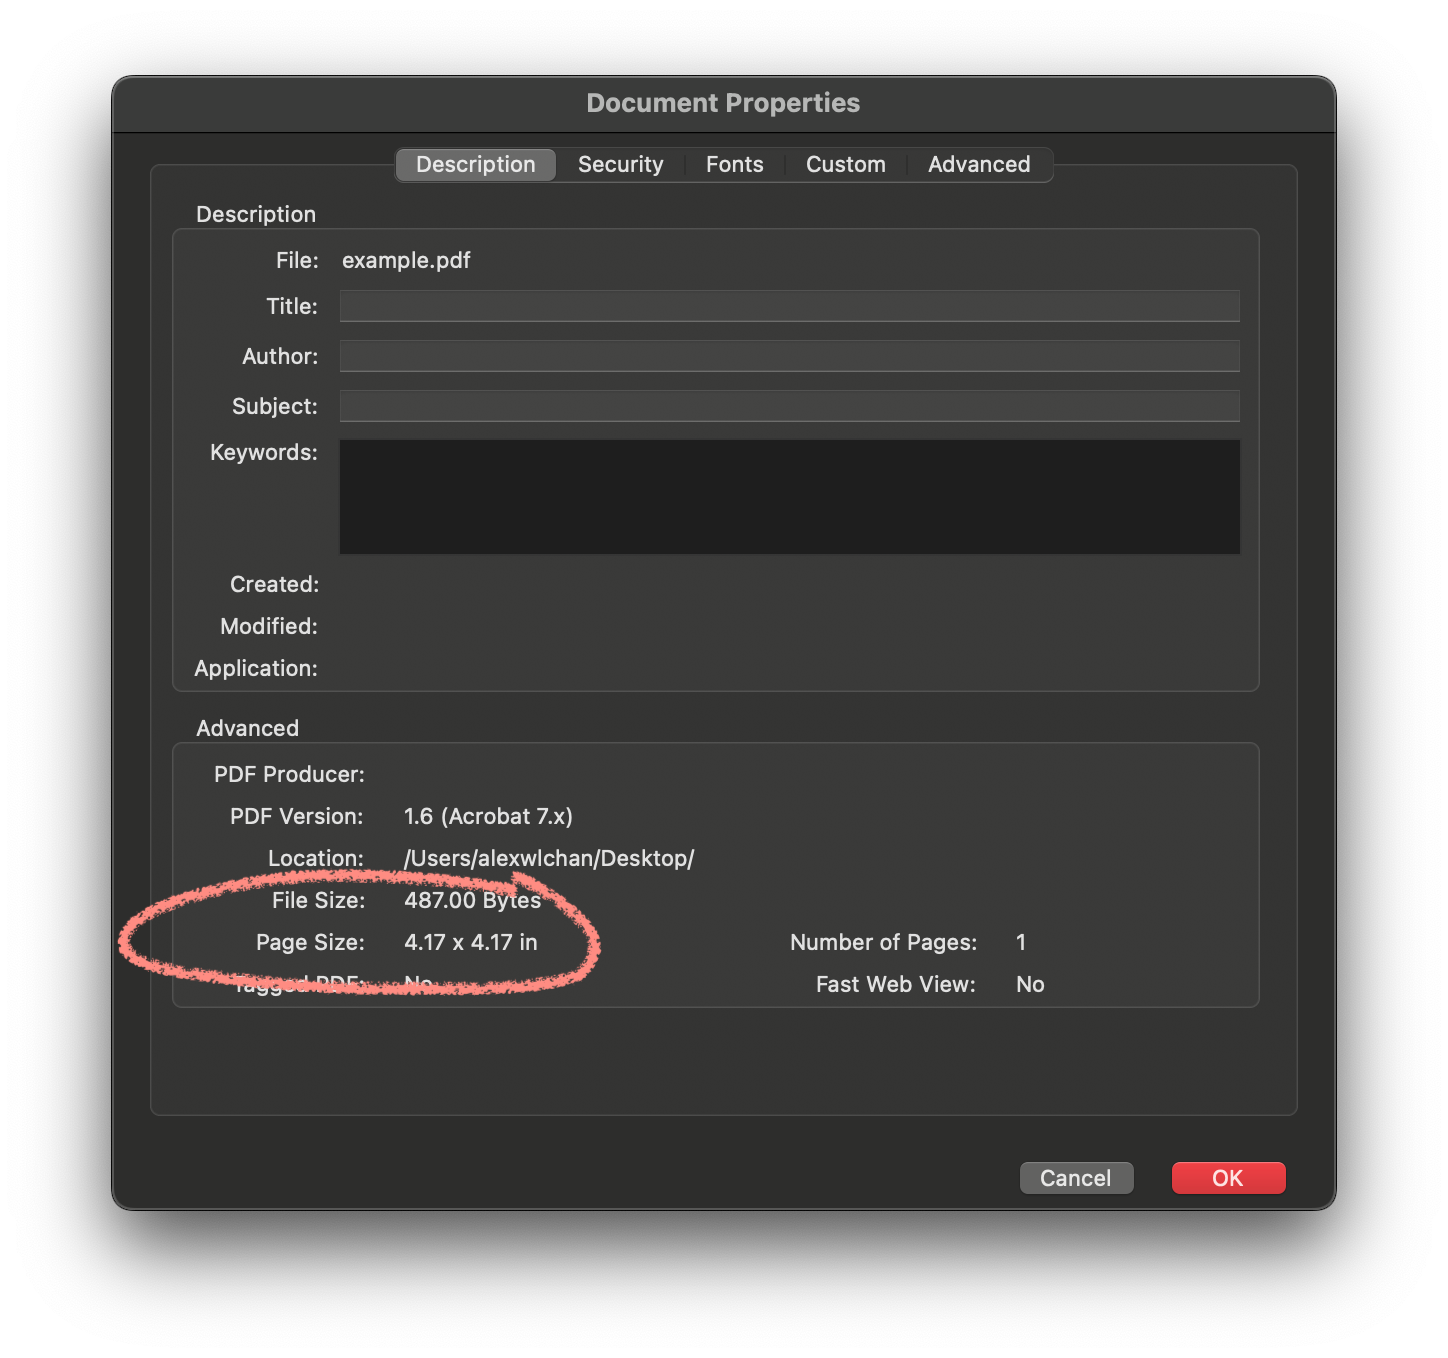 Document Properties
Description Security Fonts Custom Advanced
Description
File: example.pdf
Title:
Author:
Subject:
Keywords:
Created:
Modified:
Application:
Advanced
PDF Producer:
PDF Version: 1.6 (Acrobat 7.x)
Location: /Users/alexwlchan/Desktop/
File Size: 487.00 Bytes
Page Size: 4.17 x 4.17 in Number of Pages: 1
Tagged PDF: No Fast Web View: No
Cancel OK